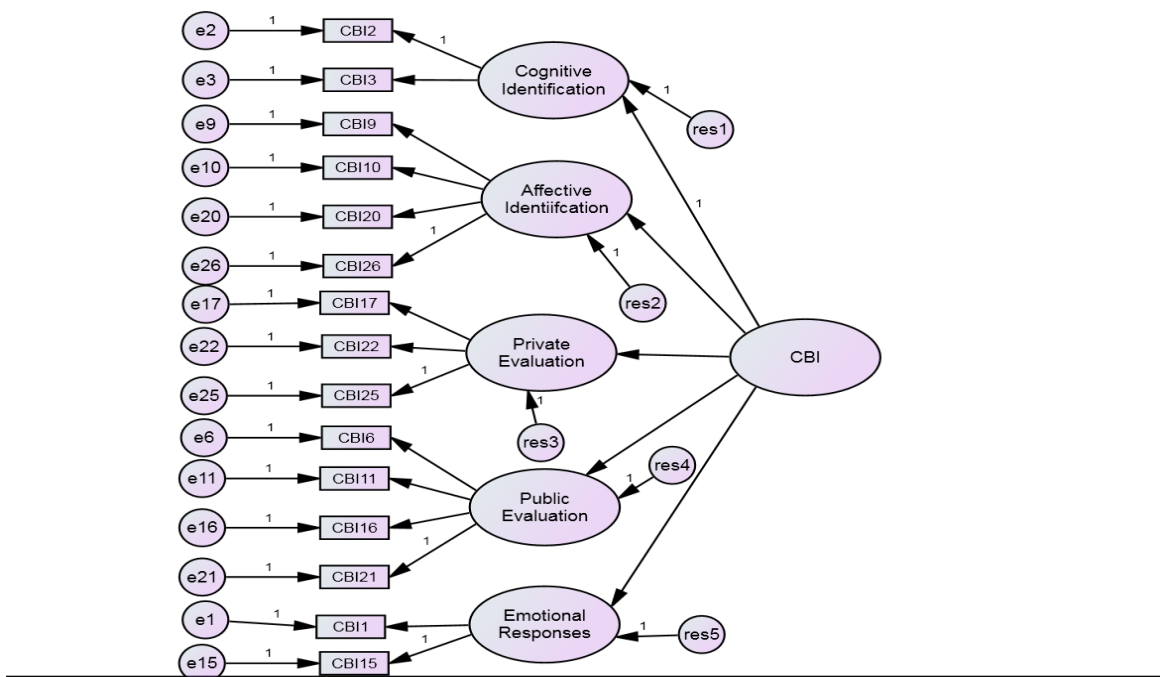 e2 1 CBI2
1
e3 1 CBI3
Cognitive
Identification
1
res1
e9 1 CBI9
e10 1 CBI10
e20 1 CBI20
1
e26 1 CBI26
Affective
Identiifcation
1
res2
1
e17 1 CBI17
e22 1 CBI22
1
e25 1 CBI25
Private
Evaluation
1
res3
CBI
e6 1 CBI6
e11 1 CBI11
e16 1 CBI16
1
e21 1 CBI21
Public
Evaluation
1
res4
e1 1 CBI1
1
e15 1 CBI15
Emotional
Responses
1
res5